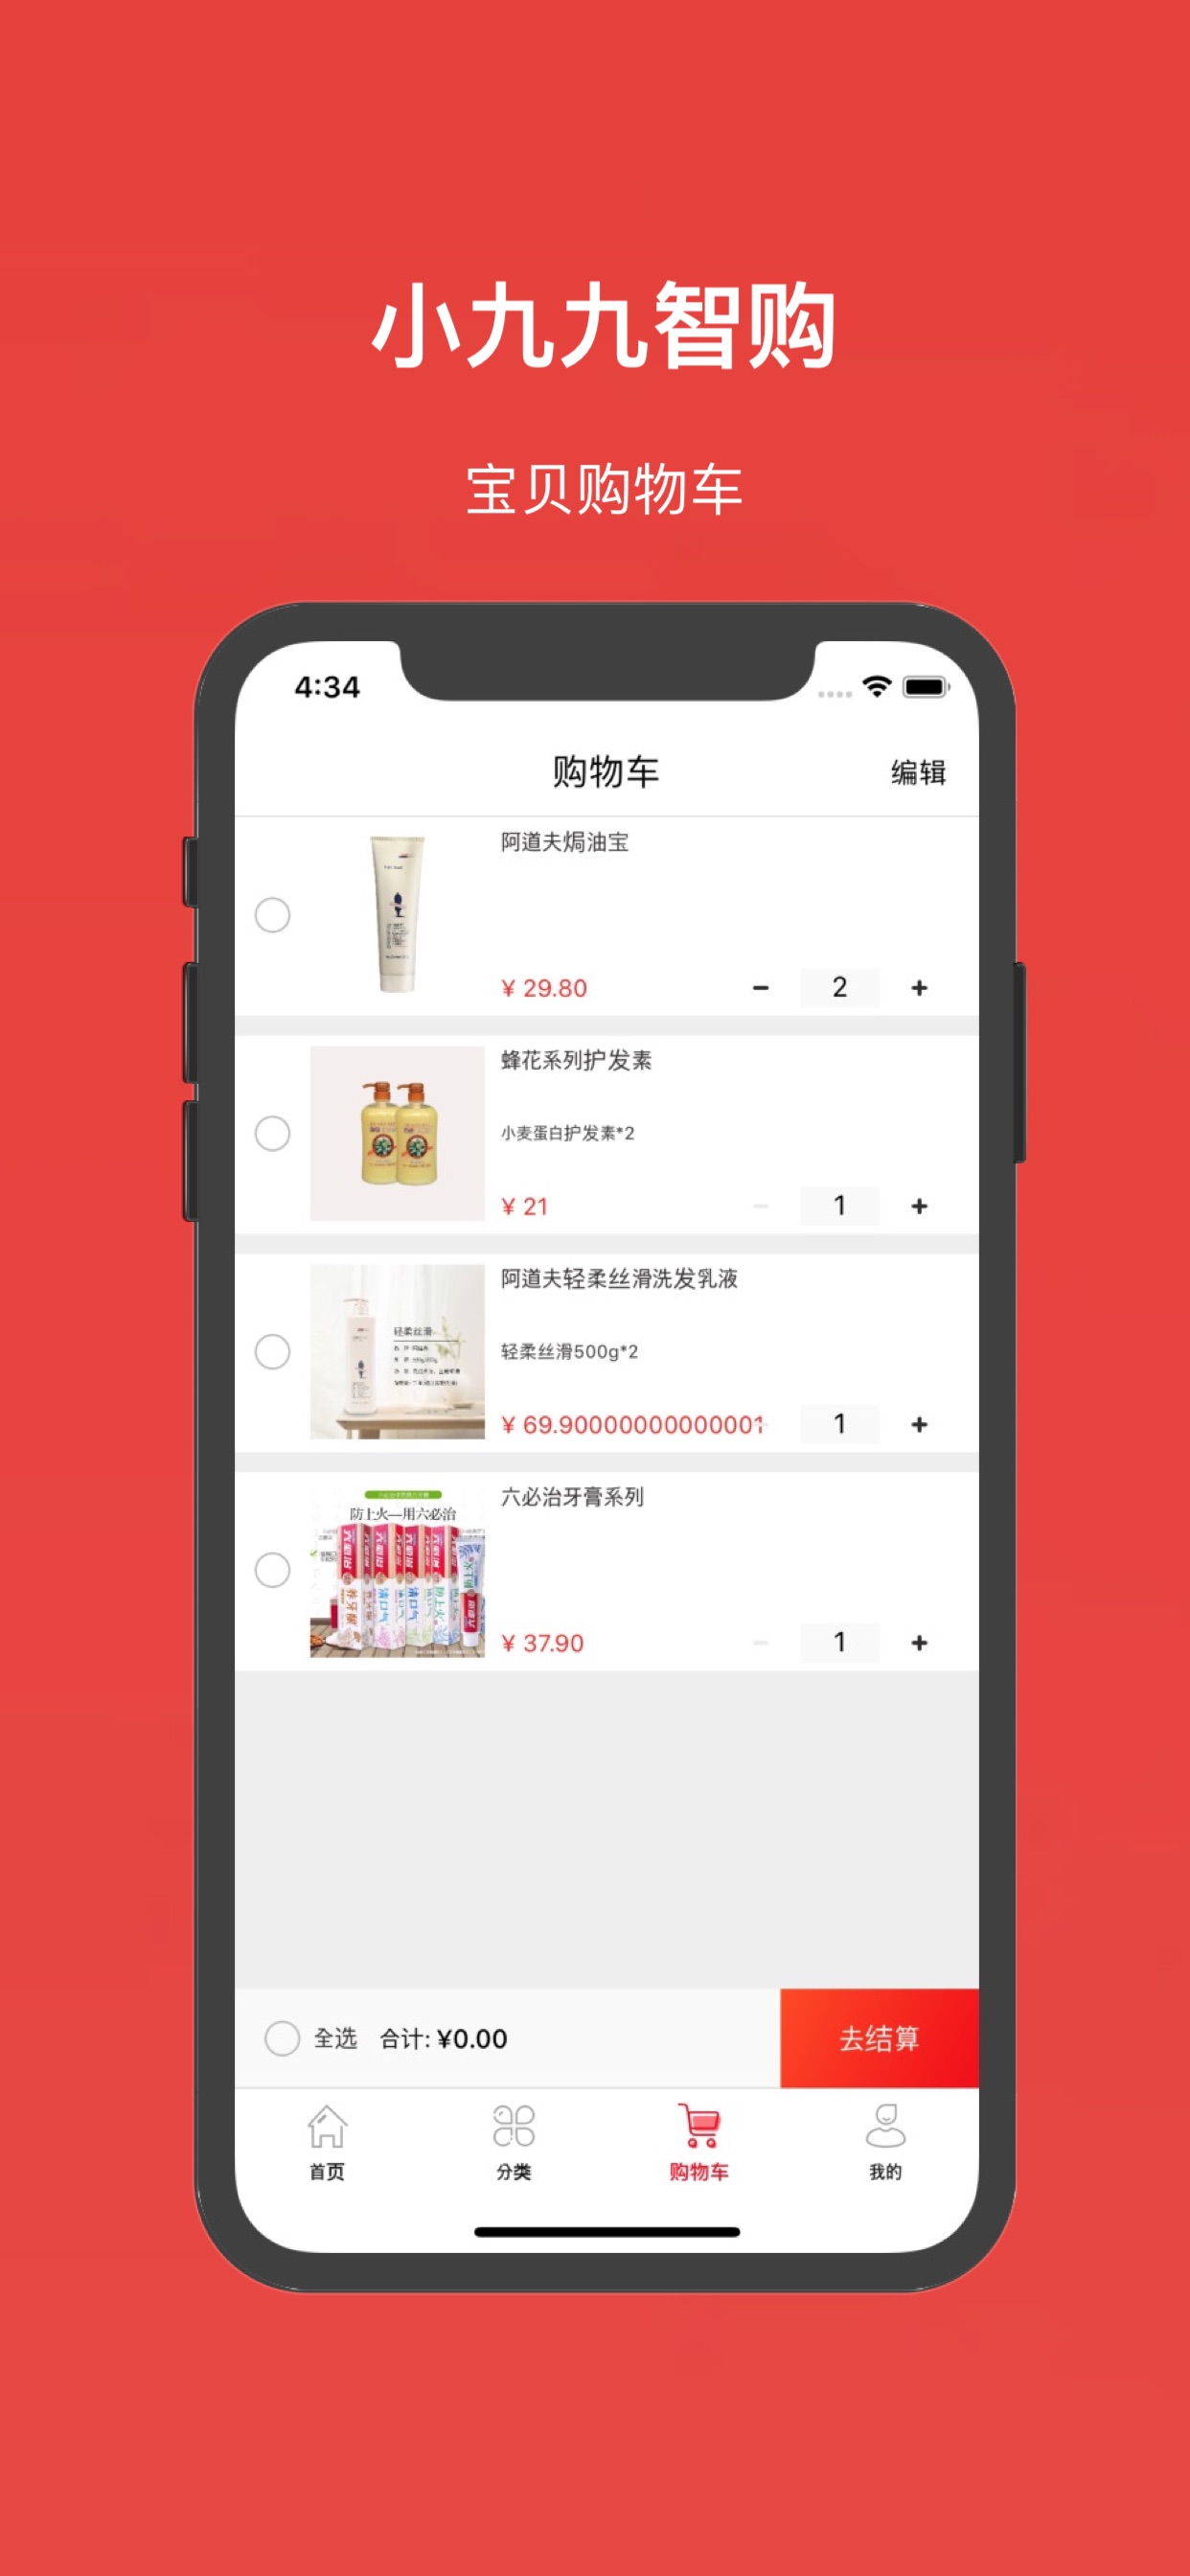 小九九智购
宝贝购物车
4:34
购物车
编辑
阿道夫焗油宝
¥ 29.80
2
蜂花系列护发素
小麦蛋白护发素*2
¥ 21
1
阿道夫轻柔丝滑洗发乳液
轻柔丝滑
轻柔丝滑500g*2
¥ 69.90000000000001
1
六必治牙膏系列
防上火—用六必治
¥ 37.90
1
全选
合计: ¥0.00
去结算
首页
分类
购物车
我的